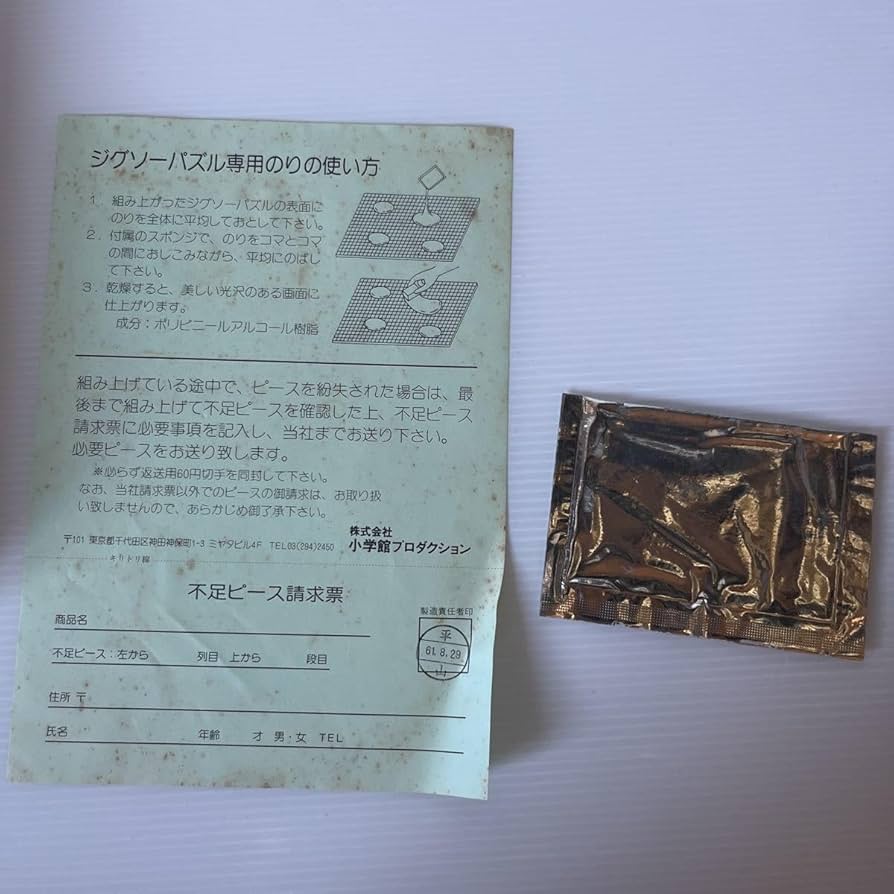 ジグソーパズル専用のりの使い方
1. 組み上がったジグソーパズルの表面に
のりを全体に平均しておとして下さい。
2. 付属のスポンジで、のりをコマとコマ
の間におしこみながら、平均にのばし
て下さい。
3. 乾燥すると、美しい光沢のある画面に
仕上がります。
成分：ポリビニールアルコール樹脂
組み上げている途中で、ピースを紛失された場合は、最
後まで組み上げて不足ピースを確認した上、不足ピース
請求票に必要事項を記入し、当社までお送り下さい。
必要ピースをお送り致します。
※必らず返送用60円切手を同封して下さい。
なお、当社請求票以外でのピースの御請求は、お取り扱
い致しませんので、あらかじめ御了承下さい。
〒101 東京都千代田区神田神保町1-3 ミヤタビル4F TEL03(294)2450
株式会社
小学館プロダクション
きりトリ線
不足ピース請求票
商品名
製造責任者印
不足ピース：左から 列目 上から 段目
平
61.8.29
山
住所 〒
氏名 年齢 才 男・女 TEL